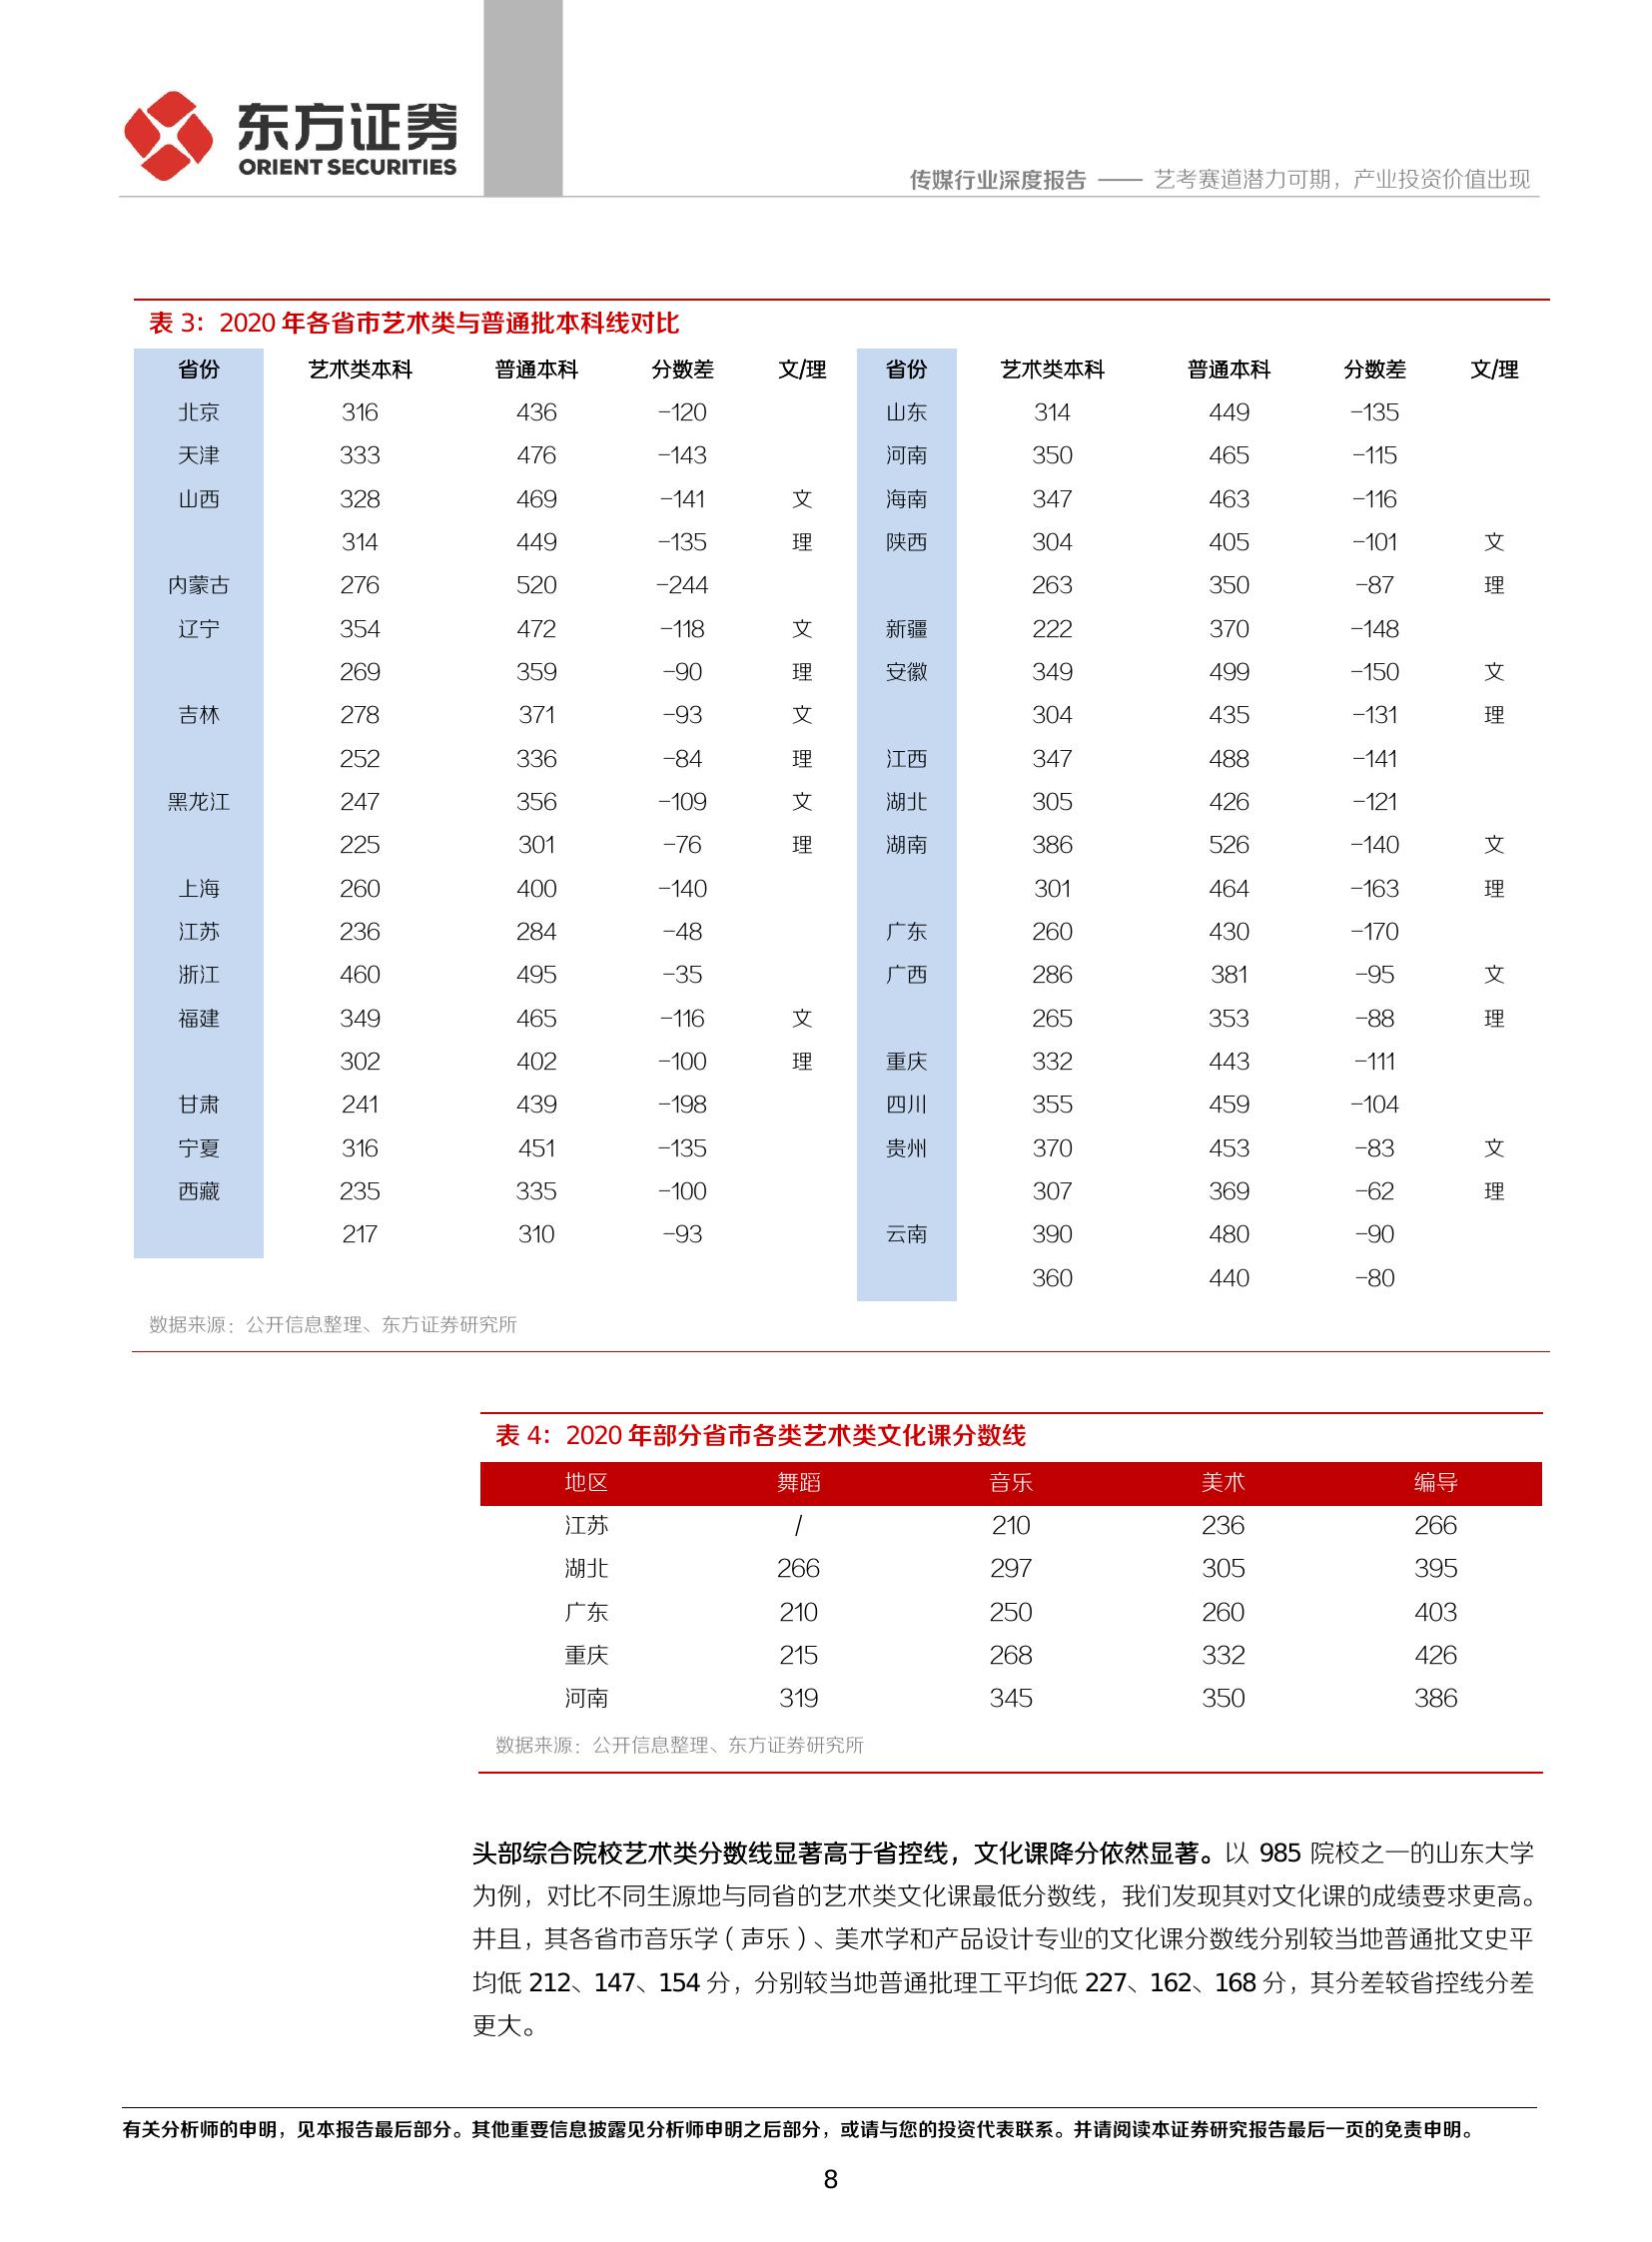 东方证券
ORIENT SECURITIES
传媒行业深度报告 —— 艺考赛道潜力可期，产业投资价值出现
表 3：2020 年各省市艺术类与普通批本科线对比
省份 艺术类本科 普通本科 分数差 文/理 省份 艺术类本科 普通本科 分数差 文/理
北京 316 436 -120 山东 314 449 -135
天津 333 476 -143 河南 350 465 -115
山西 328 469 -141 文 海南 347 463 -116
314 449 -135 理 陕西 304 405 -101 文
内蒙古 276 520 -244 263 350 -87 理
辽宁 354 472 -118 文 新疆 222 370 -148
269 359 -90 理 安徽 349 499 -150 文
吉林 278 371 -93 文 304 435 -131 理
252 336 -84 理 江西 347 488 -141
黑龙江 247 356 -109 文 湖北 305 426 -121
225 301 -76 理 湖南 386 526 -140 文
上海 260 400 -140 301 464 -163 理
江苏 236 284 -48 广东 260 430 -170
浙江 460 495 -35 广西 286 381 -95 文
福建 349 465 -116 文 265 353 -88 理
302 402 -100 理 重庆 332 443 -111
甘肃 241 439 -198 四川 355 459 -104
宁夏 316 451 -135 贵州 370 453 -83 文
西藏 235 335 -100 307 369 -62 理
217 310 -93 云南 390 480 -90
360 440 -80
数据来源：公开信息整理、东方证券研究所
表 4：2020 年部分省市各类艺术类文化课分数线
地区 舞蹈 音乐 美术 编导
江苏 / 210 236 266
湖北 266 297 305 395
广东 210 250 260 403
重庆 215 268 332 426
河南 319 345 350 386
数据来源：公开信息整理、东方证券研究所
头部综合院校艺术类分数线显著高于省控线，文化课降分依然显著。以 985 院校之一的山东大学
为例，对比不同生源地与同省的艺术类文化课最低分数线，我们发现其对文化课的成绩要求更高。
并且，其各省市音乐学（声乐）、美术学和产品设计专业的文化课分数线分别较当地普通批文史平
均低 212、147、154 分，分别较当地普通批理工平均低 227、162、168 分，其分差较省控线分差
更大。
有关分析师的申明，见本报告最后部分。其他重要信息披露见分析师申明之后部分，或请与您的投资代表联系。并请阅读本证券研究报告最后一页的免责申明。
8